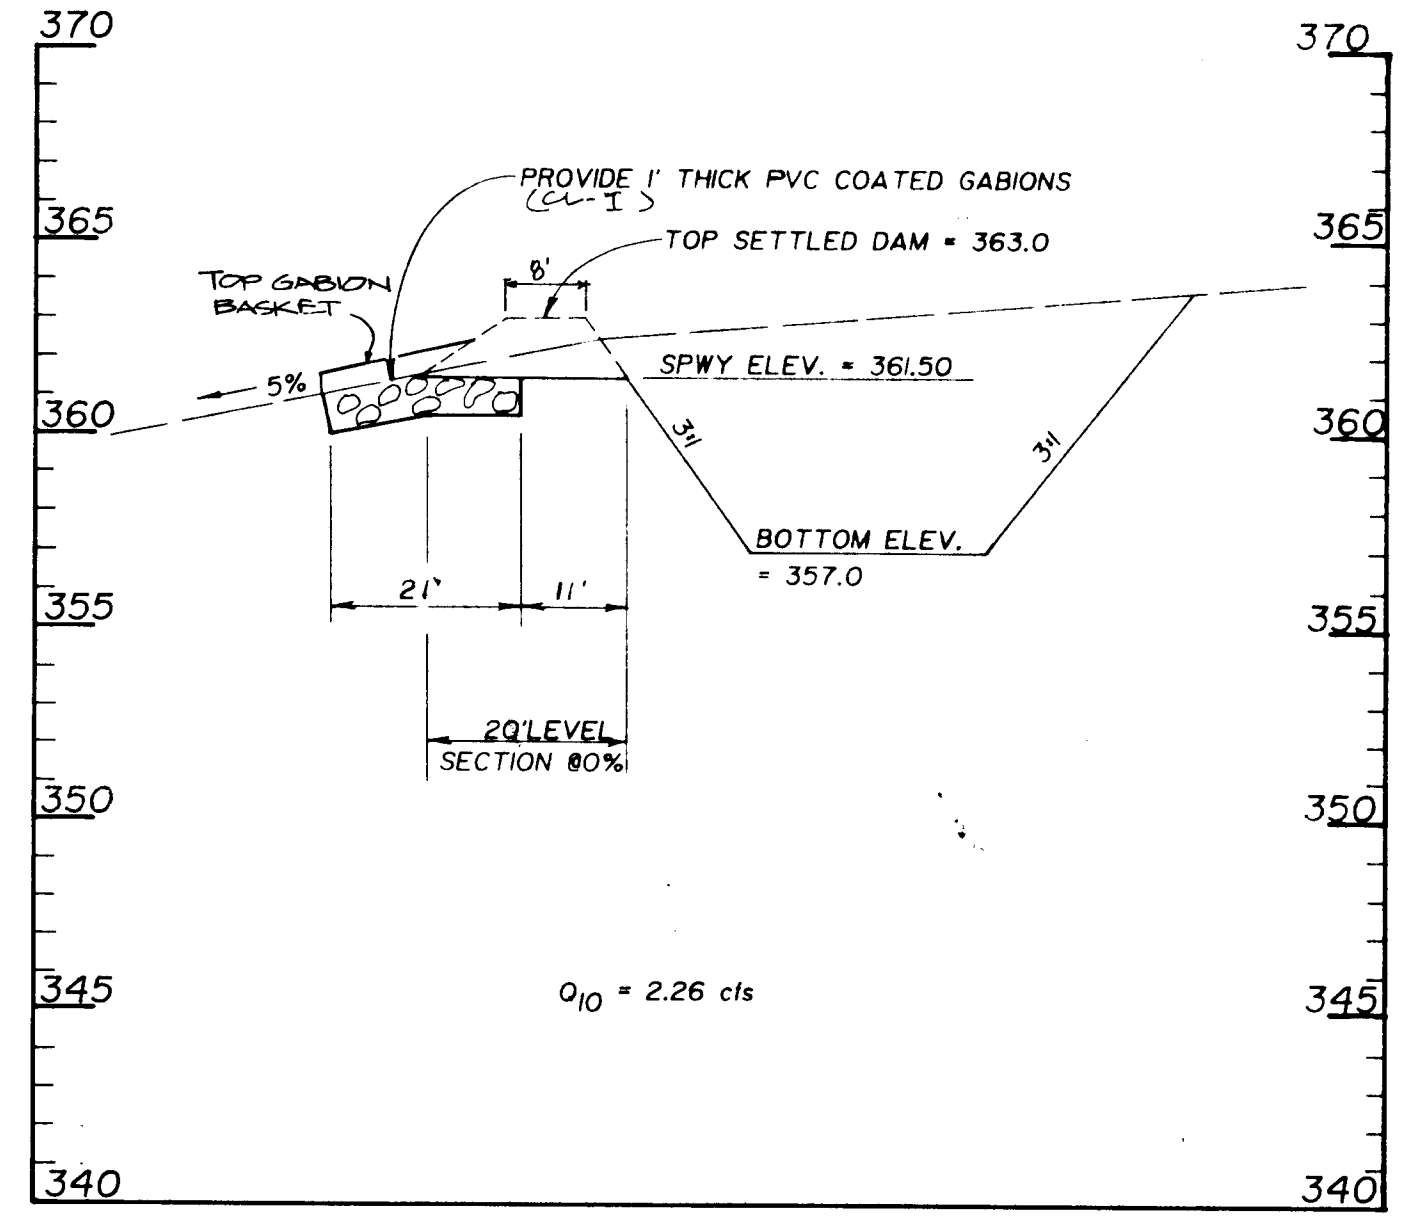 370
370
PROVIDE 1' THICK PVC COATED GABIONS
(CL-I)
365
365
TOP SETTLED DAM = 363.0
8'
TOP GABION
BASKET
SPWY ELEV. = 361.50
5%
360
360
3:1
3:1
BOTTOM ELEV.
= 357.0
21'
11'
355
355
20' LEVEL
SECTION @0%
350
350
Q10 = 2.26 cfs
345
345
340
340